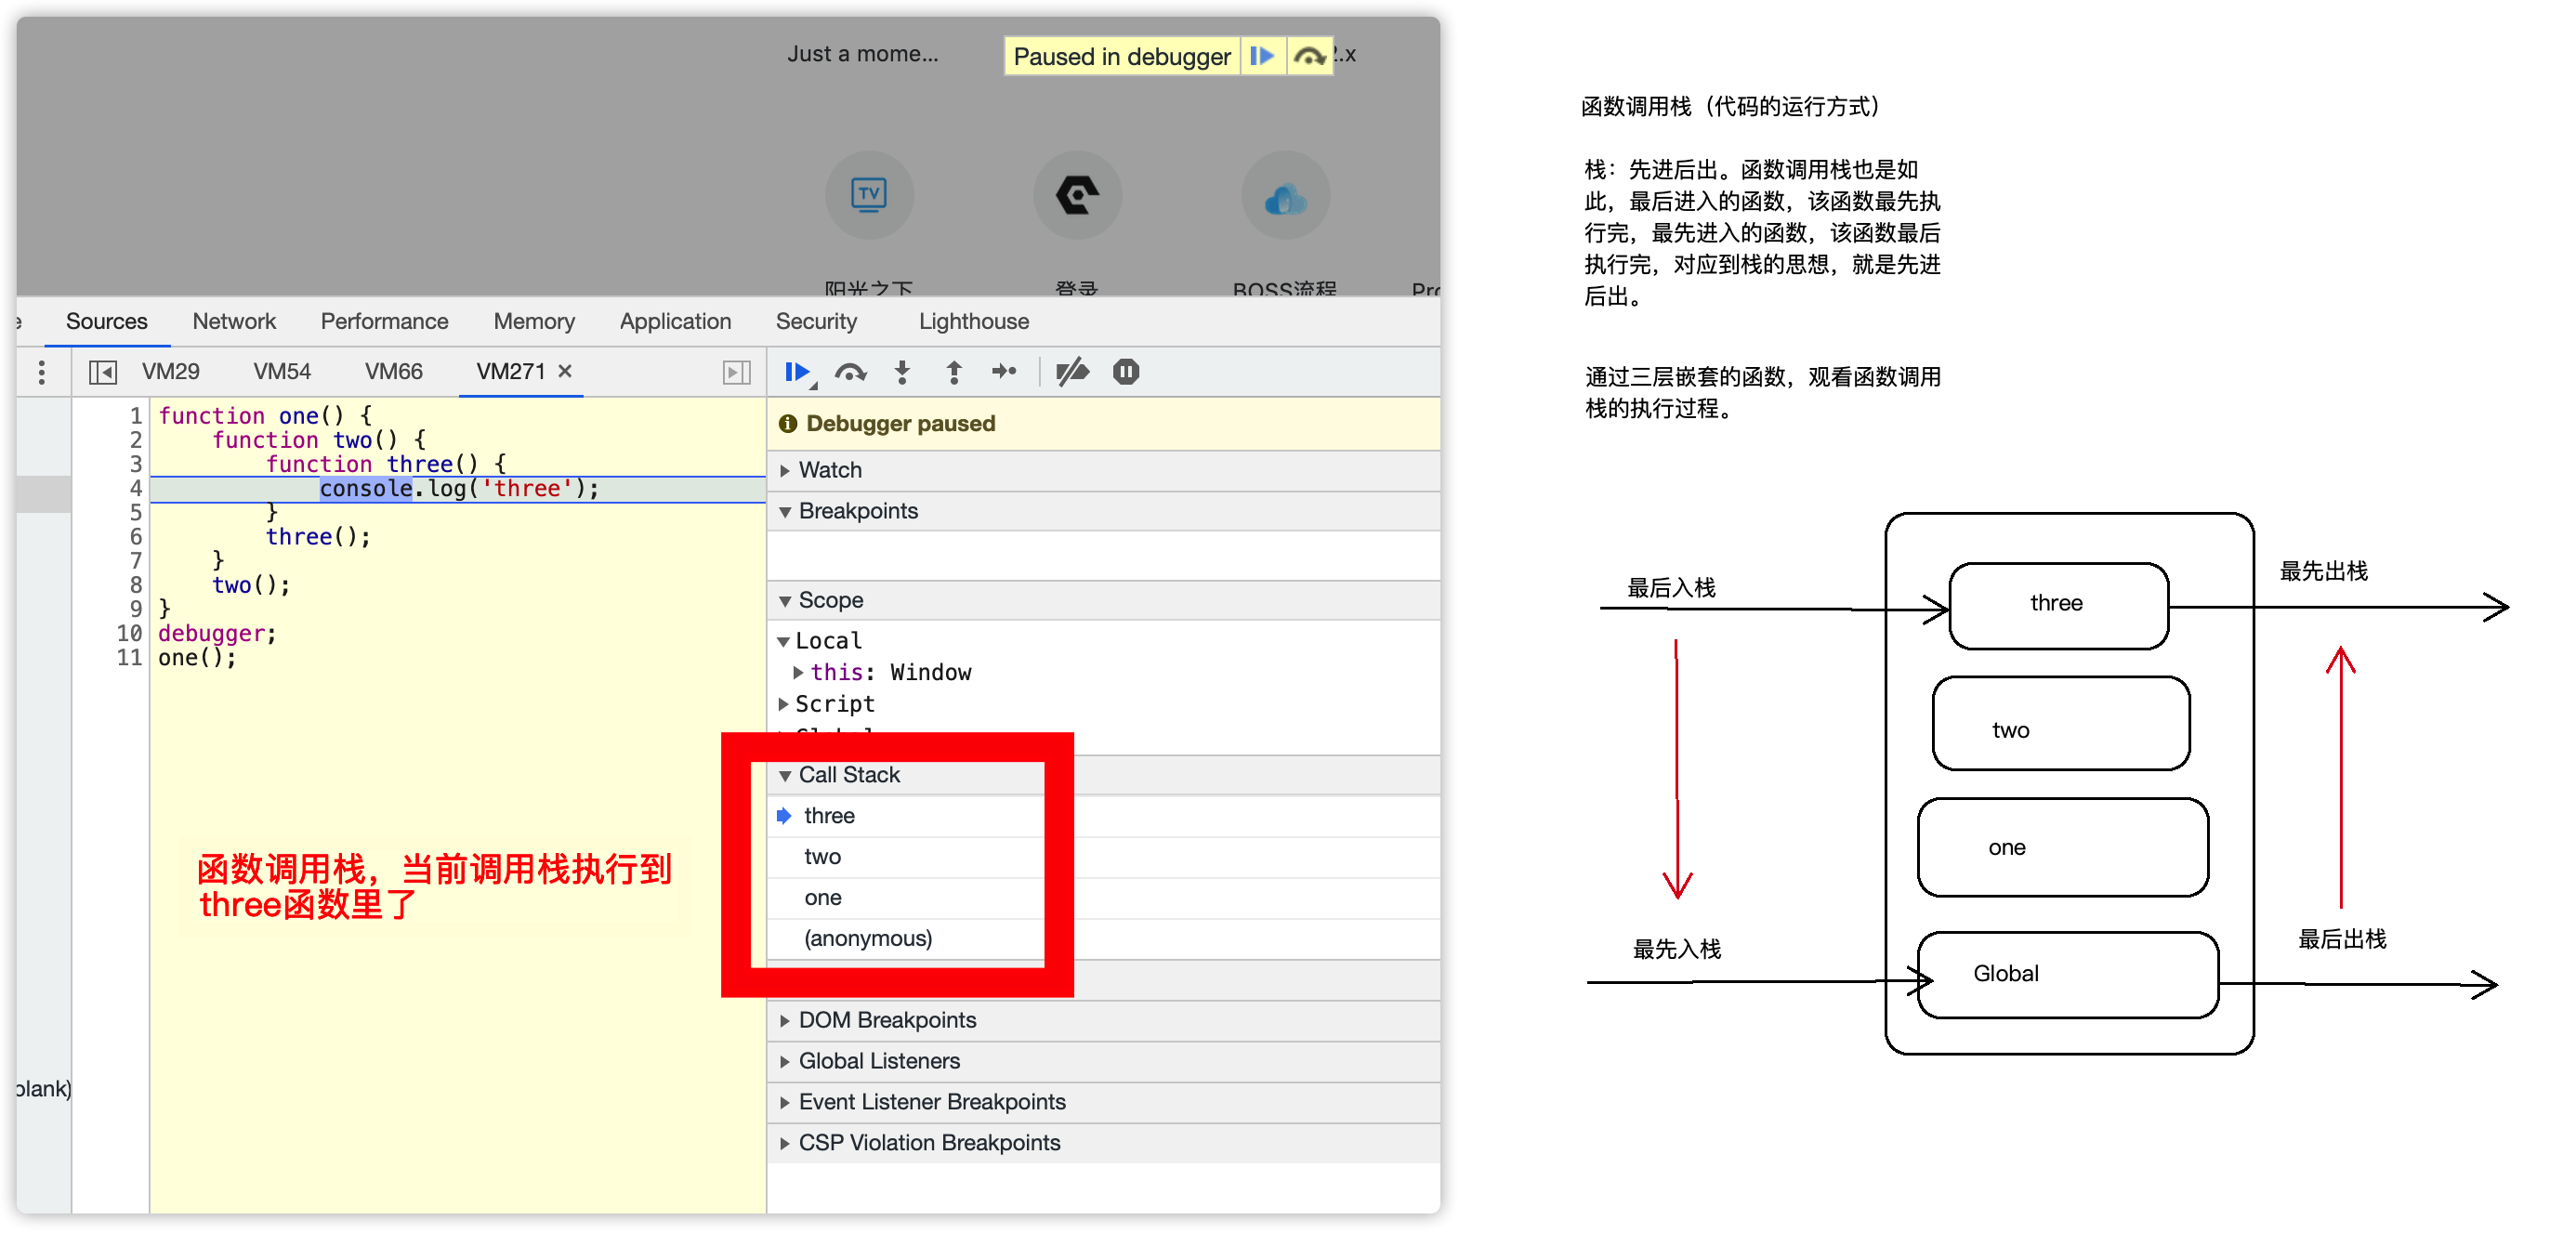 Just a mome...
Paused in debugger
2.x
TV
阳光之下
登录
BOSS流程
Sources Network Performance Memory Application Security Lighthouse
VM29 VM54 VM66 VM271 ×
1 function one() {
2 function two() {
3 function three() {
4 console.log('three');
5 }
6 three();
7 }
8 two();
9 }
10 debugger;
11 one();
函数调用栈，当前调用栈执行到
three函数里了
Debugger paused
Watch
Breakpoints
Scope
Local
this: Window
Script
Global
Call Stack
three
two
one
(anonymous)
DOM Breakpoints
Global Listeners
Event Listener Breakpoints
CSP Violation Breakpoints
blank)
函数调用栈（代码的运行方式）
栈：先进后出。函数调用栈也是如
此，最后进入的函数，该函数最先执
行完，最先进入的函数，该函数最后
执行完，对应到栈的思想，就是先进
后出。
通过三层嵌套的函数，观看函数调用
栈的执行过程。
最后入栈
three
最先出栈
two
one
最先入栈
Global
最后出栈